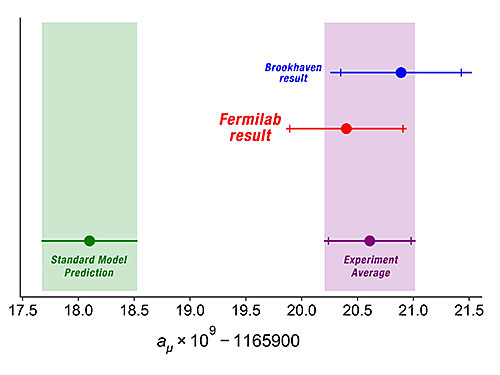 Brookhaven
result
Fermilab
result
Standard Model
Prediction
Experiment
Average
17.5 18.0 18.5 19.0 19.5 20.0 20.5 21.0 21.5
aμ × 10⁹ − 1165900